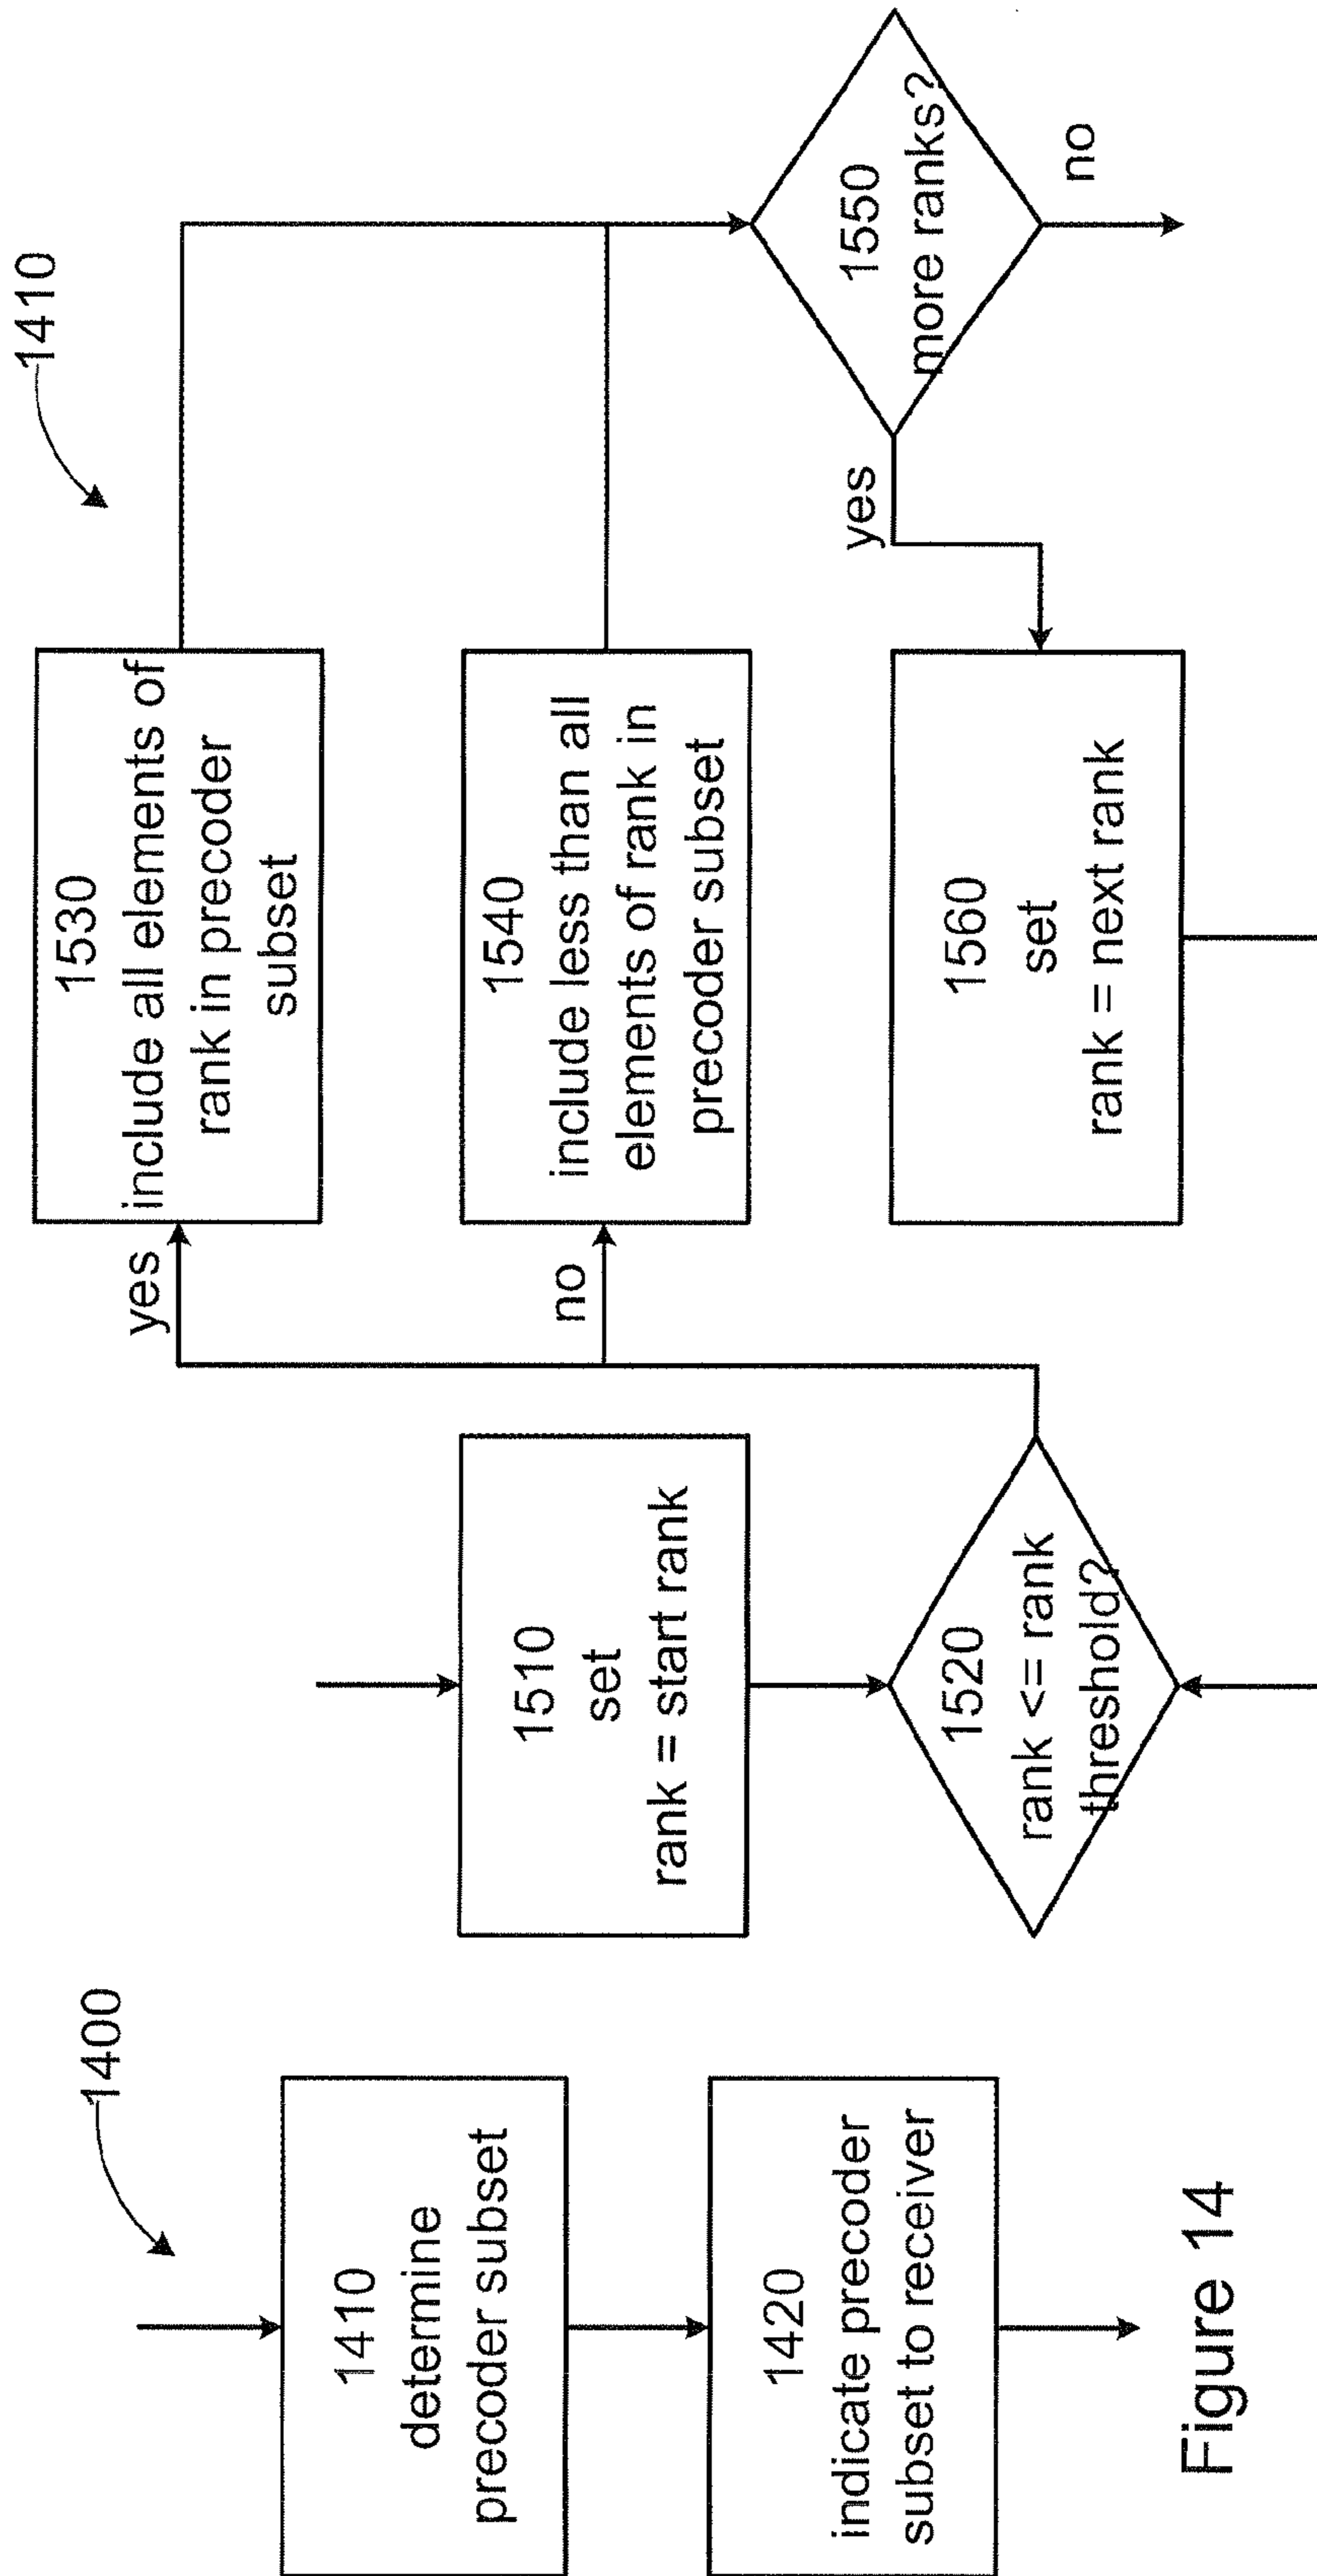 1400
1410
determine
precoder subset
1420
indicate precoder
subset to receiver
Figure 14
1410
1510
set
rank = start rank
1520
rank <= rank
threshold?
yes
no
1530
include all elements of
rank in precoder
subset
1540
include less than all
elements of rank in
precoder subset
1560
set
rank = next rank
yes
1550
more ranks?
no